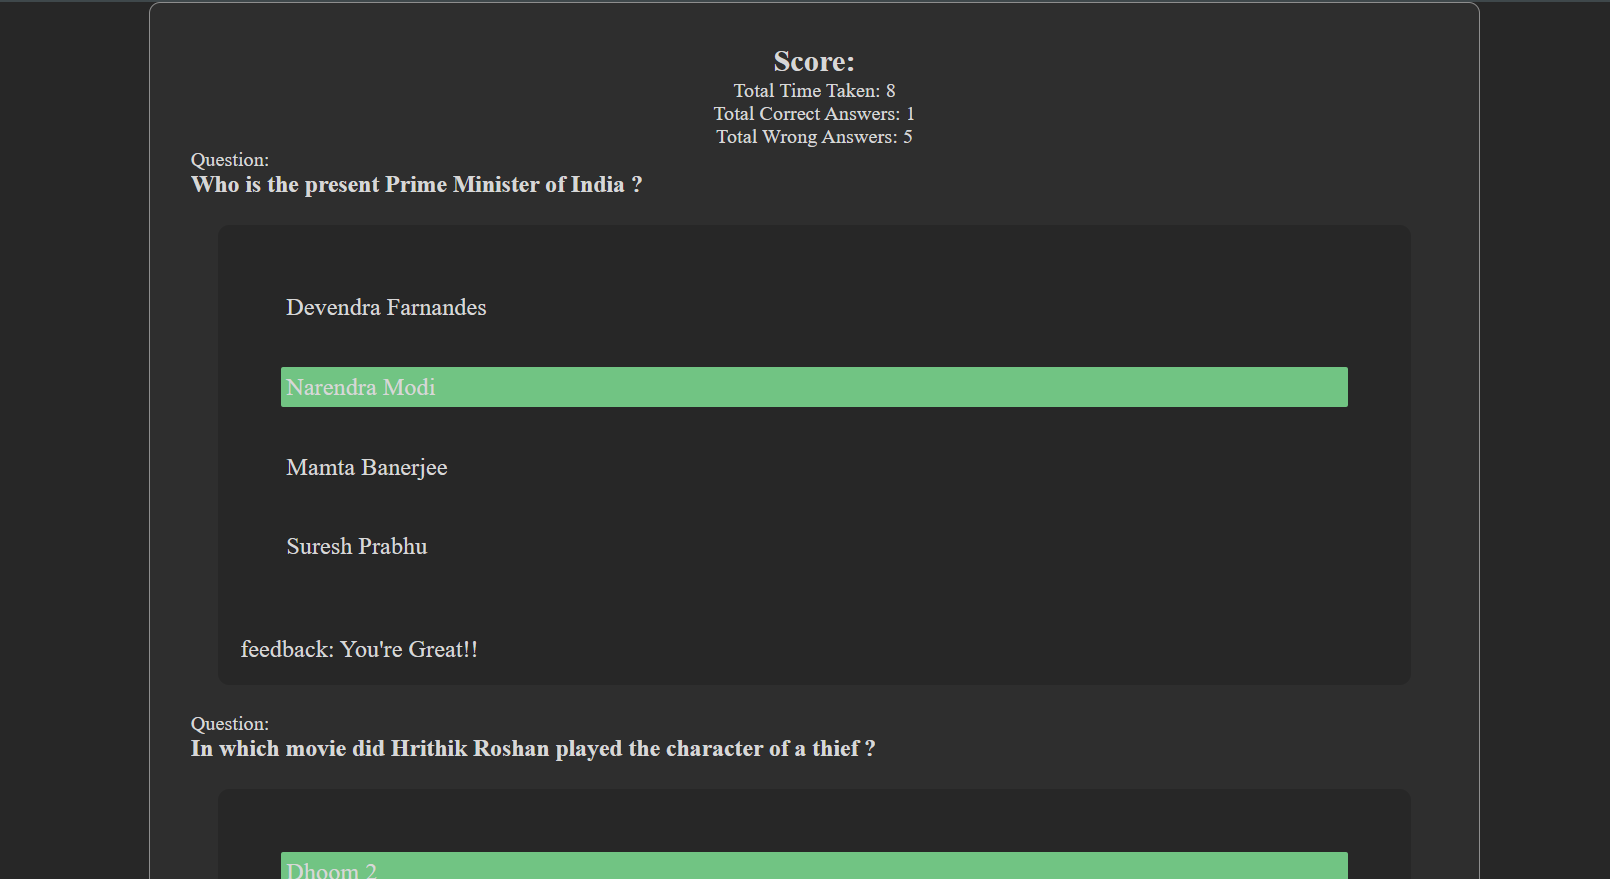 Score:
Total Time Taken: 8
Total Correct Answers: 1
Total Wrong Answers: 5
Question:
Who is the present Prime Minister of India ?
Devendra Farnandes
Narendra Modi
Mamta Banerjee
Suresh Prabhu
feedback: You're Great!!
Question:
In which movie did Hrithik Roshan played the character of a thief ?
Dhoom 2